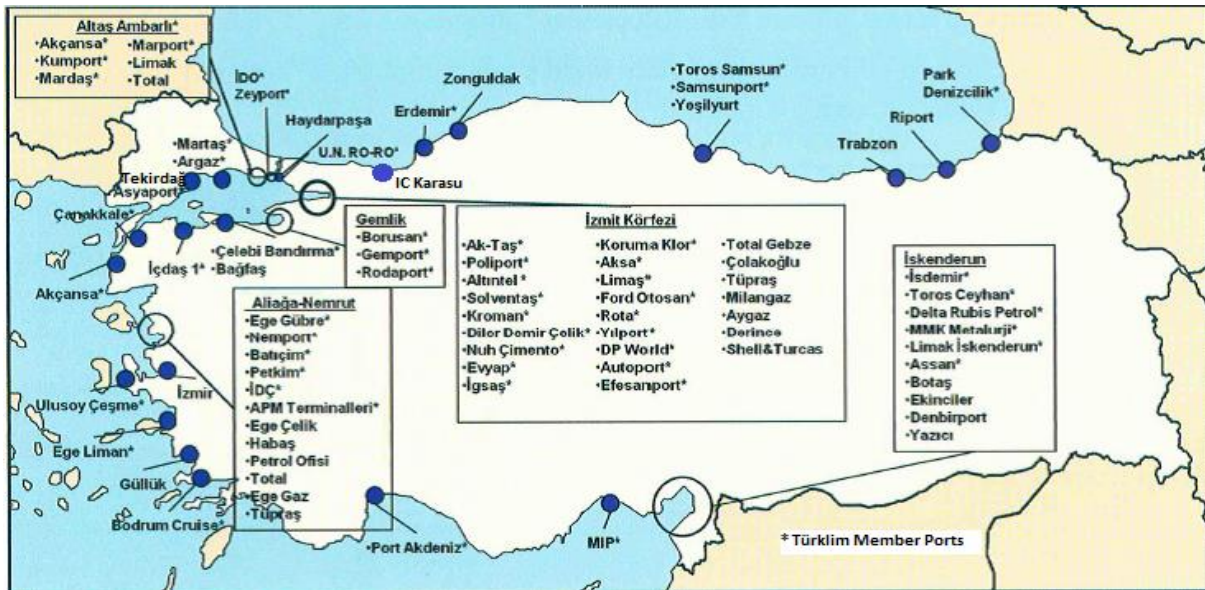 Altaş Ambarlı*
•Akçansa* •Marport*
•Kumport* •Limak
•Mardaş* •Total
İDO*
Zeyport*
Haydarpaşa
U.N. RO-RO*
Erdemir*
Zonguldak
IC Karasu
•Toros Samsun*
•Samsunport*
•Yoşilyurt
Trabzon
Riport
Park
Denizcilik*
•Martaş*
•Argaz*
Tekirdağ
Asyaport*
Çanakkale*
Akçansa*
İçdaş 1*
•Çelebi Bandırma*
•Bağfaş
Gemlik
•Borusan*
•Gemport*
•Rodaport*
İzmit Körfezi
•Ak-Taş* •Koruma Klor* •Total Gebze
•Poliport* •Aksa* •Çolakoğlu
•Altıntel * •Limaş* •Tüpraş
•Solventaş* •Ford Otosan* •Milangaz
•Kroman* •Rota* •Aygaz
•Dilor Domir Çolik* •Yılport* •Dorinco
•Nuh Çimento* •DP World* •Shell&Turcas
•Evyap* •Autoport*
•İgsaş* •Efesanport*
İskenderun
•İsdemir*
•Toros Ceyhan*
•Delta Rubis Petrol*
•MMK Metalurji*
•Limak İskenderun*
•Assan*
•Botaş
•Ekinciler
•Denbirport
•Yazıcı
Aliağa-Nemrut
•Ege Gübre*
•Nemport*
•Batıçim*
•Petkim*
•İDÇ*
•APM Terminalleri*
•Ege Çelik
•Habaş
•Petrol Ofisi
•Total
•Ege Gaz
•Tüpraş
İzmir
Ulusoy Çeşme*
Ege Liman*
Güllük
Bodrum Cruise*
•Port Akdeniz*
MIP*
* Türklim Member Ports